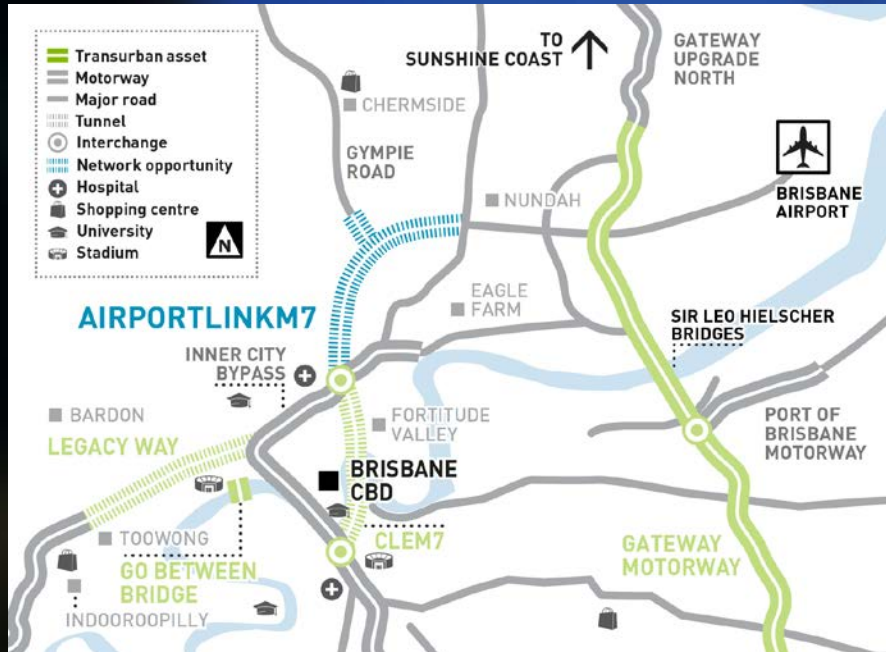 Transurban asset
Motorway
Major road
Tunnel
Interchange
Network opportunity
Hospital
Shopping centre
University
Stadium
N
TO
SUNSHINE COAST
GATEWAY
UPGRADE
NORTH
CHERMSIDE
GYMPIE
ROAD
NUNDAH
BRISBANE
AIRPORT
AIRPORTLINKM7
EAGLE
FARM
SIR LEO HIELSCHER
BRIDGES
INNER CITY
BYPASS
BARDON
LEGACY WAY
FORTITUDE
VALLEY
PORT OF
BRISBANE
MOTORWAY
BRISBANE
CBD
TOOWONG
CLEM7
GO BETWEEN
BRIDGE
GATEWAY
MOTORWAY
INDOOROOPILLY